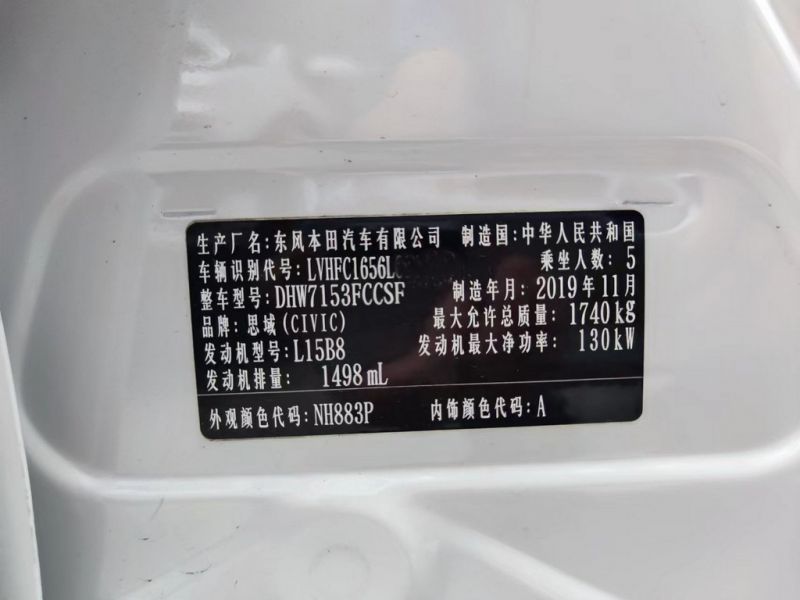 生产厂名:东风本田汽车有限公司 制造国:中华人民共和国
车辆识别代号:LVHFC1656L 乘坐人数: 5
整车型号:DHW7153FCCSF 制造年月:2019年11月
品牌:思域(CIVIC) 最大允许总质量: 1740kg
发动机型号:L15B8 发动机最大净功率: 130kW
发动机排量: 1498mL
外观颜色代码:NH883P 内饰颜色代码:A